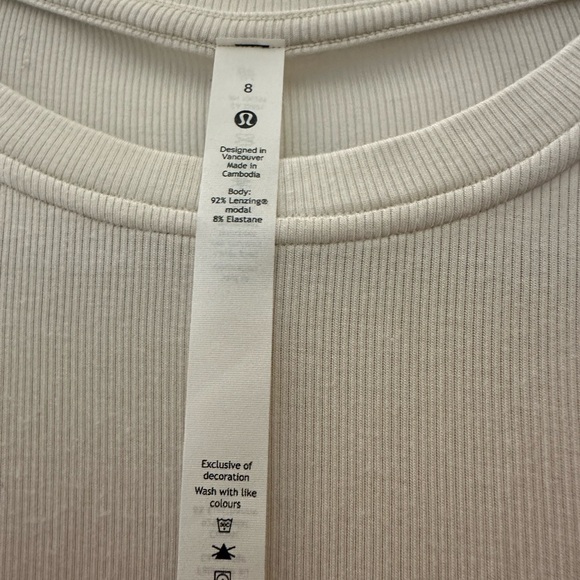 8
Designed in
Vancouver
Made in
Cambodia
Body:
92% Lenzing®
modal
8% Elastane
Exclusive of
decoration
Wash with like
colours